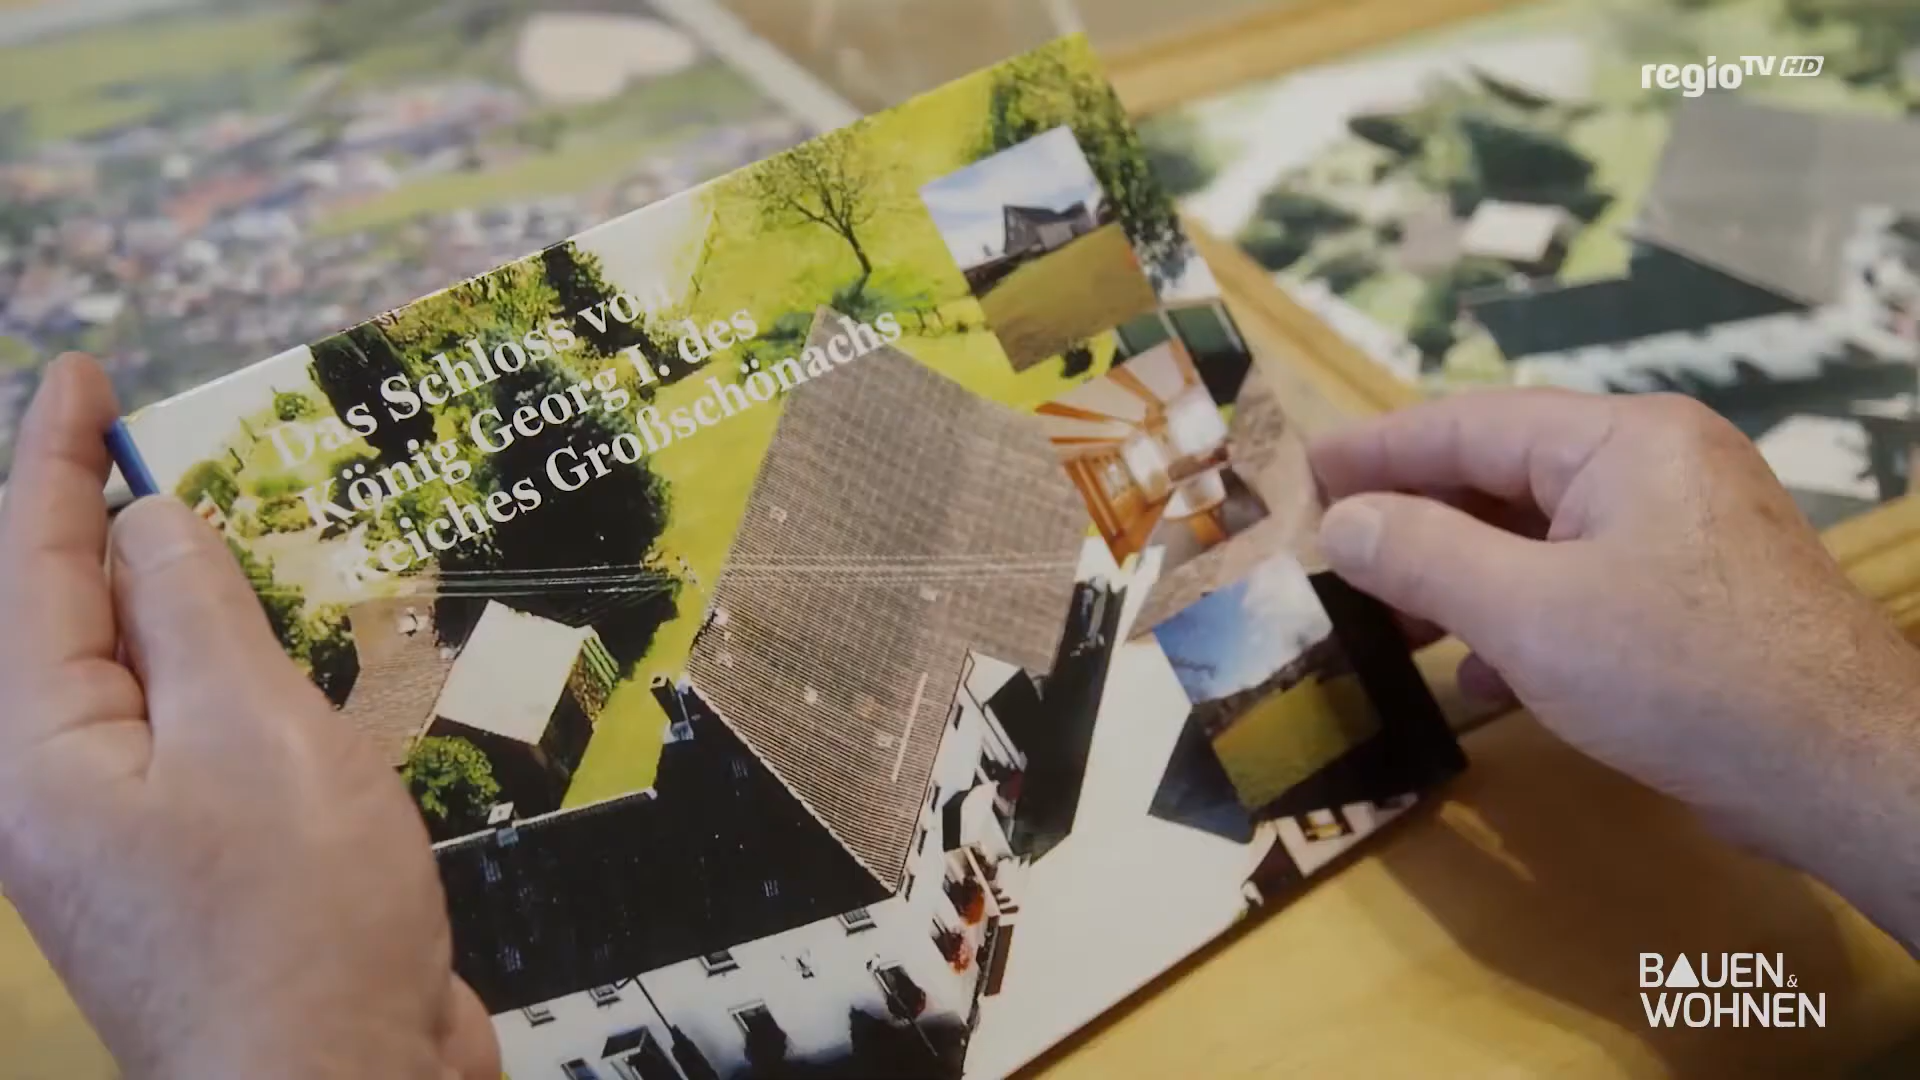 regioTV HD
Das Schloss von
König Georg I. des
Reiches Großschönachs
BAUEN &
WOHNEN